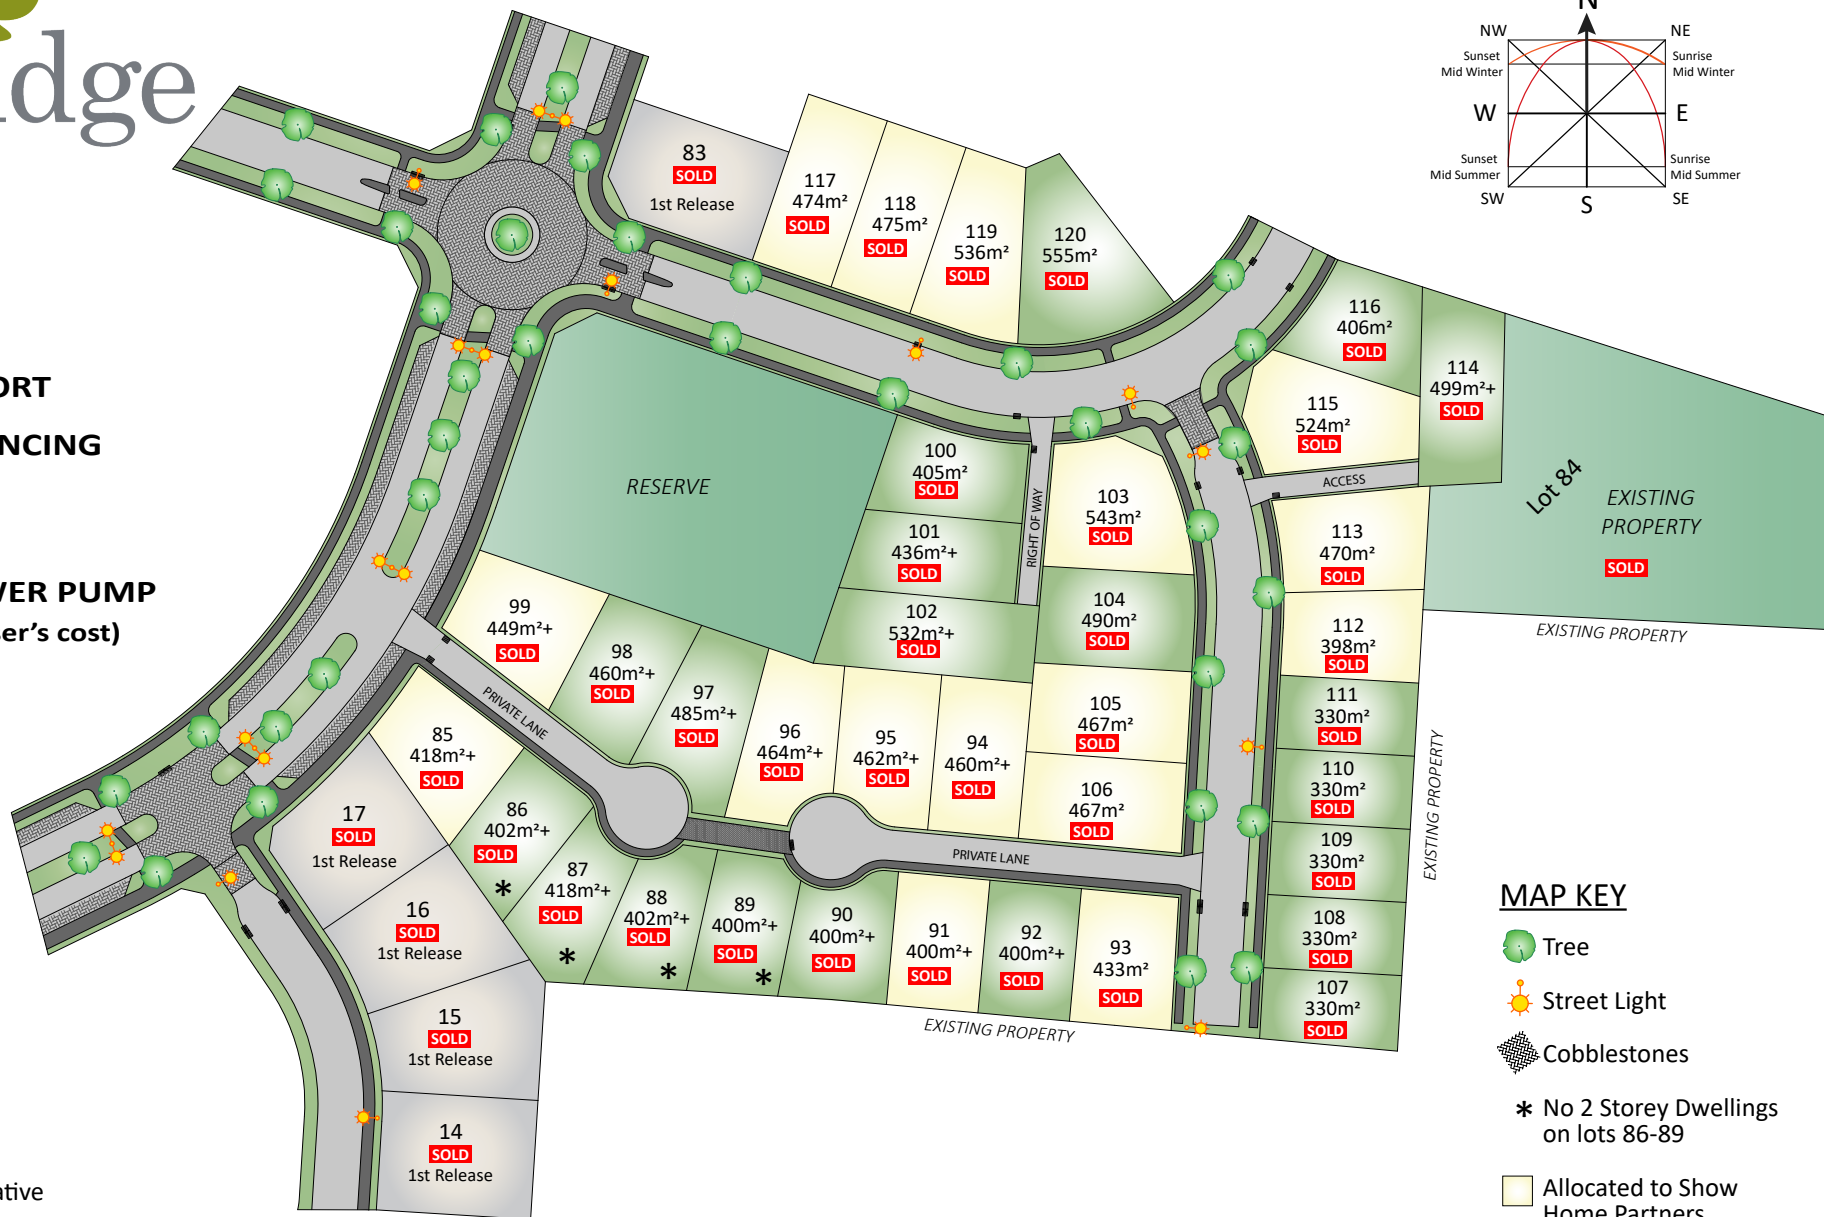 idge
ORT
NCING
VER PUMP
ser's cost)
ative
N
NW
NE
Sunset
Mid Winter
Sunrise
Mid Winter
W
E
Sunset
Mid Summer
Sunrise
Mid Summer
SW
S
SE
83
SOLD
1st Release
117
474m²
SOLD
118
475m²
SOLD
119
536m²
SOLD
120
555m²
SOLD
116
406m²
SOLD
114
499m²+
SOLD
115
524m²
SOLD
ACCESS
Lot 84
EXISTING
PROPERTY
SOLD
EXISTING PROPERTY
RESERVE
100
405m²
SOLD
101
436m²+
SOLD
102
532m²+
SOLD
RIGHT OF WAY
103
543m²
SOLD
104
490m²
SOLD
105
467m²
SOLD
106
467m²
SOLD
113
470m²
SOLD
112
398m²
SOLD
111
330m²
SOLD
110
330m²
SOLD
109
330m²
SOLD
108
330m²
SOLD
107
330m²
SOLD
EXISTING PROPERTY
99
449m²+
SOLD
98
460m²+
SOLD
97
485m²+
SOLD
96
464m²+
SOLD
95
462m²+
SOLD
94
460m²+
SOLD
PRIVATE LANE
PRIVATE LANE
85
418m²+
SOLD
86
402m²+
SOLD
*
87
418m²+
SOLD
*
88
402m²+
SOLD
*
89
400m²+
SOLD
*
90
400m²+
SOLD
91
400m²+
SOLD
92
400m²+
SOLD
93
433m²
SOLD
EXISTING PROPERTY
17
SOLD
1st Release
16
SOLD
1st Release
15
SOLD
1st Release
14
SOLD
1st Release
MAP KEY
Tree
Street Light
Cobblestones
* No 2 Storey Dwellings
on lots 86-89
Allocated to Show
Home Partners